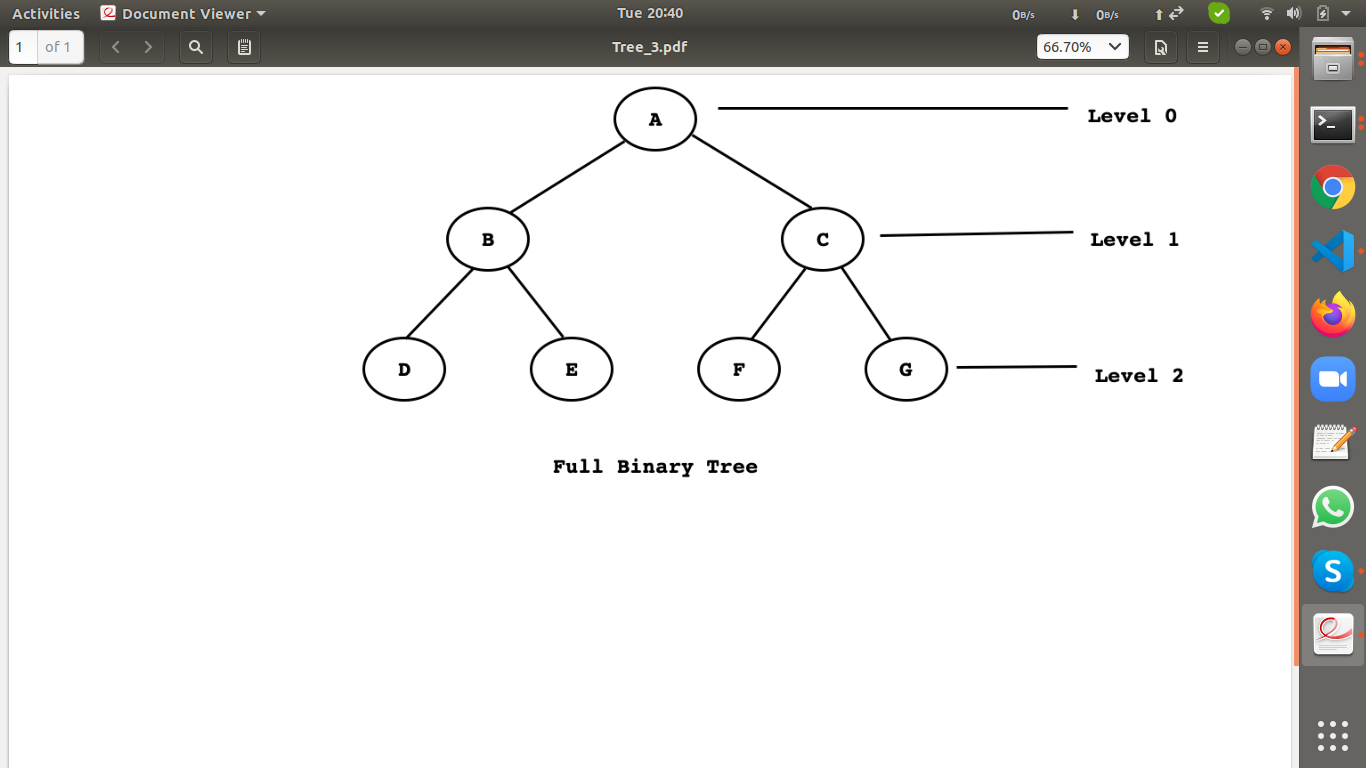 Activities Document Viewer Tue 20:40 0B/s 0B/s
1 of 1 Tree_3.pdf 66.70%
A Level 0
B C Level 1
D E F G Level 2
Full Binary Tree
S